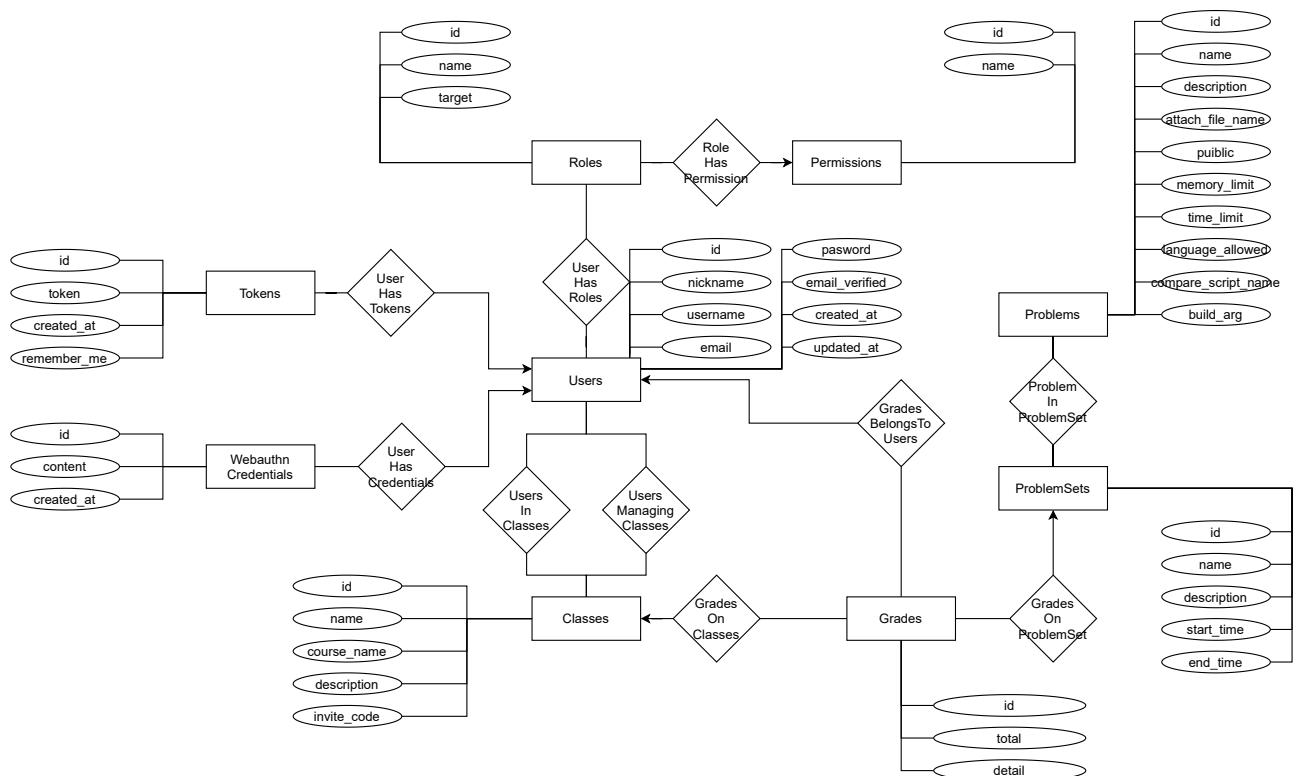 id
name
target
id
name
id
name
description
attach_file_name
puiblic
memory_limit
time_limit
language_allowed
compare_script_name
build_arg
Roles
Role
Has
Permission
Permissions
id
token
created_at
remember_me
Tokens
User
Has
Tokens
User
Has
Roles
id
nickname
username
email
pasword
email_verified
created_at
updated_at
Problems
Users
Problem
In
ProblemSet
Grades
BelongsTo
Users
id
content
created_at
Webauthn
Credentials
User
Has
Credentials
Users
In
Classes
Users
Managing
Classes
ProblemSets
id
name
description
start_time
end_time
id
name
course_name
description
invite_code
Classes
Grades
On
Classes
Grades
Grades
On
ProblemSet
id
total
detail